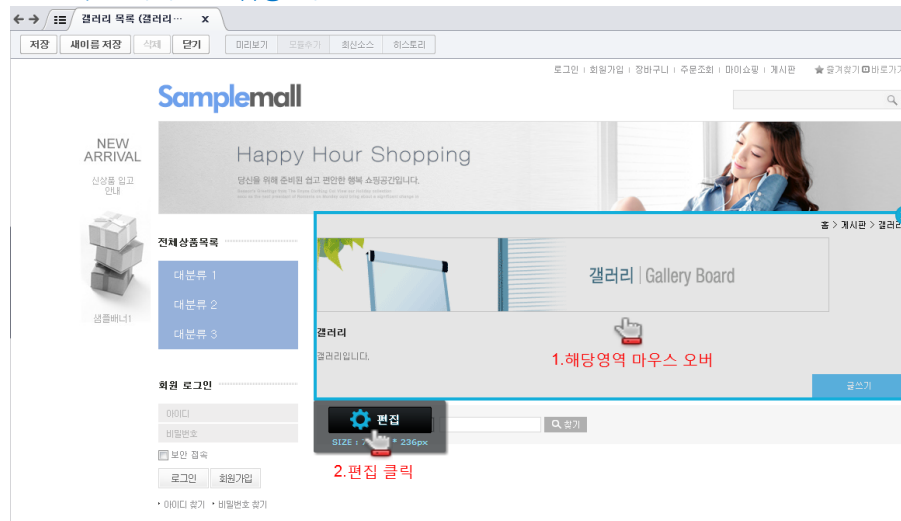 갤러리 목록 (갤러리··· x
저장 새이름 저장 삭제 닫기 미리보기 모듈추가 최신소스 히스토리
로그인 회원가입 장바구니 주문조회 마이쇼핑 게시판 즐겨찾기 바로가기
Samplemall
NEW
ARRIVAL
신상품 입고
안내
Happy Hour Shopping
당신을 위해 준비된 쉽고 편안한 행복 쇼핑공간입니다.
홈 > 게시판 > 갤러리
전체상품목록
대분류 1
대분류 2
대분류 3
샘플배너1
갤러리 | Gallery Board
갤러리
갤러리입니다.
1.해당영역 마우스 오버
글쓰기
회원 로그인
아이디
비밀번호
보안 접속
로그인 회원가입
아이디 찾기 비밀번호 찾기
편집
SIZE : 7 * 236px
찾기
2.편집 클릭